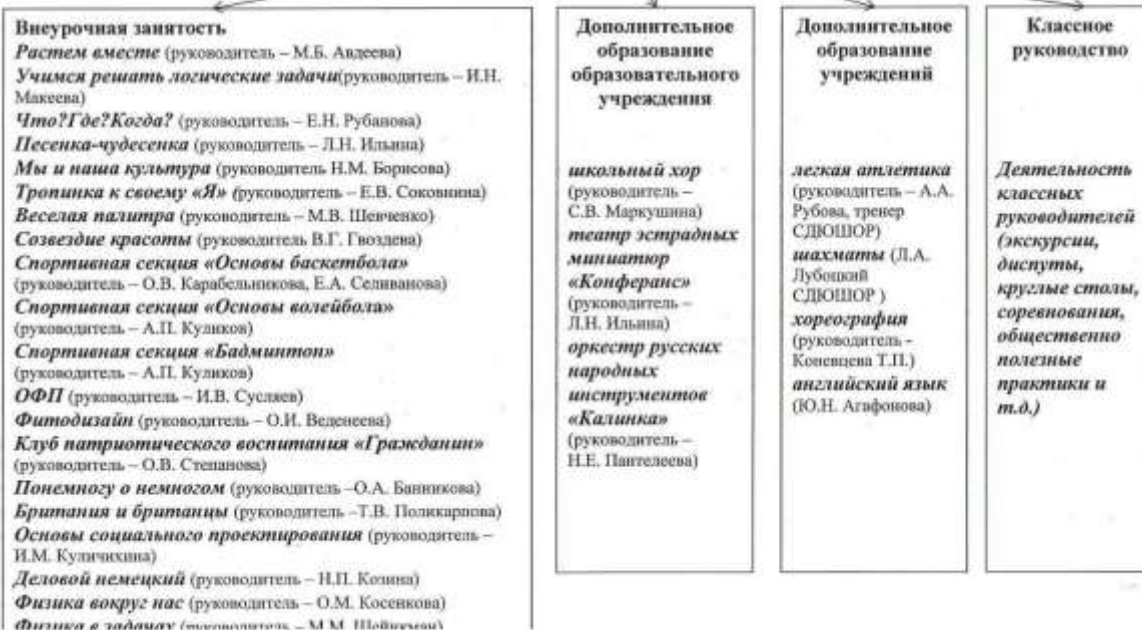 Внеурочная занятость
Растем вместе (руководитель – М.Б. Авдеева)
Учимся решать логические задачи(руководитель – И.Н.
Макеева)
Что?Где?Когда? (руководитель – Е.Н. Рубанова)
Песенка-чудесенка (руководитель – Л.Н. Ильина)
Мы и наша культура (руководитель Н.М. Борисова)
Тропинка к своему «Я» (руководитель – Е.В. Соковнина)
Веселая палитра (руководитель – М.В. Шевченко)
Созвездие красоты (руководитель В.Г. Гвоздева)
Спортивная секция «Основы баскетбола»
(руководитель – О.В. Карабельникова, Е.А. Селиванова)
Спортивная секция «Основы волейбола»
(руководитель – А.П. Куликов)
Спортивная секция «Бадминтон»
(руководитель – А.П. Куликов)
ОФП (руководитель – И.В. Сусляев)
Фитодизайн (руководитель – О.И. Веденеева)
Клуб патриотического воспитания «Гражданин»
(руководитель – О.В. Степанова)
Понемногу о немногом (руководитель –О.А. Банникова)
Британия и британцы (руководитель –Т.В. Поликарпова)
Основы социального проектирования (руководитель –
И.М. Куличихина)
Деловой немецкий (руководитель – Н.П. Козина)
Физика вокруг нас (руководитель – О.М. Косенкова)
Физика в задачах (руководитель – М.М. Шейнкман)
Дополнительное
образование
образовательного
учреждения
школьный хор
(руководитель –
С.В. Маркушина)
театр эстрадных
миниатюр
«Конферанс»
(руководитель –
Л.Н. Ильина)
оркестр русских
народных
инструментов
«Калинка»
(руководитель –
Н.Е. Пантелеева)
Дополнительное
образование
учреждений
легкая атлетика
(руководитель – А.А.
Рубова, тренер
СДЮШОР)
шахматы (Л.А.
Лубоцкий
СДЮШОР )
хореография
(руководитель -
Коневцева Т.П.)
английский язык
(Ю.Н. Агафонова)
Классное
руководство
Деятельность
классных
руководителей
(экскурсии,
диспуты,
круглые столы,
соревнования,
общественно
полезные
практики и
т.д.)